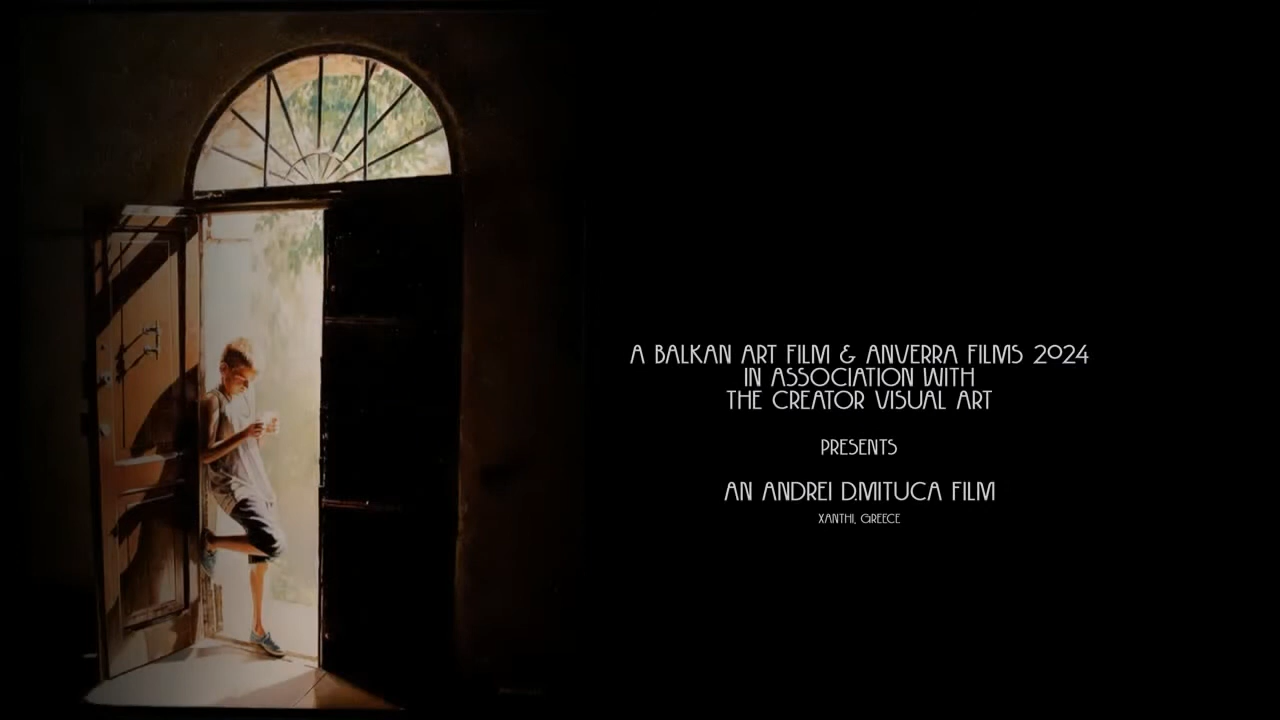 A BALKAN ART FILM & ANVERRA FILMS 2024
IN ASSOCIATION WITH
THE CREATOR VISUAL ART
PRESENTS
AN ANDREI D.MITUCA FILM
XANTHI, GREECE